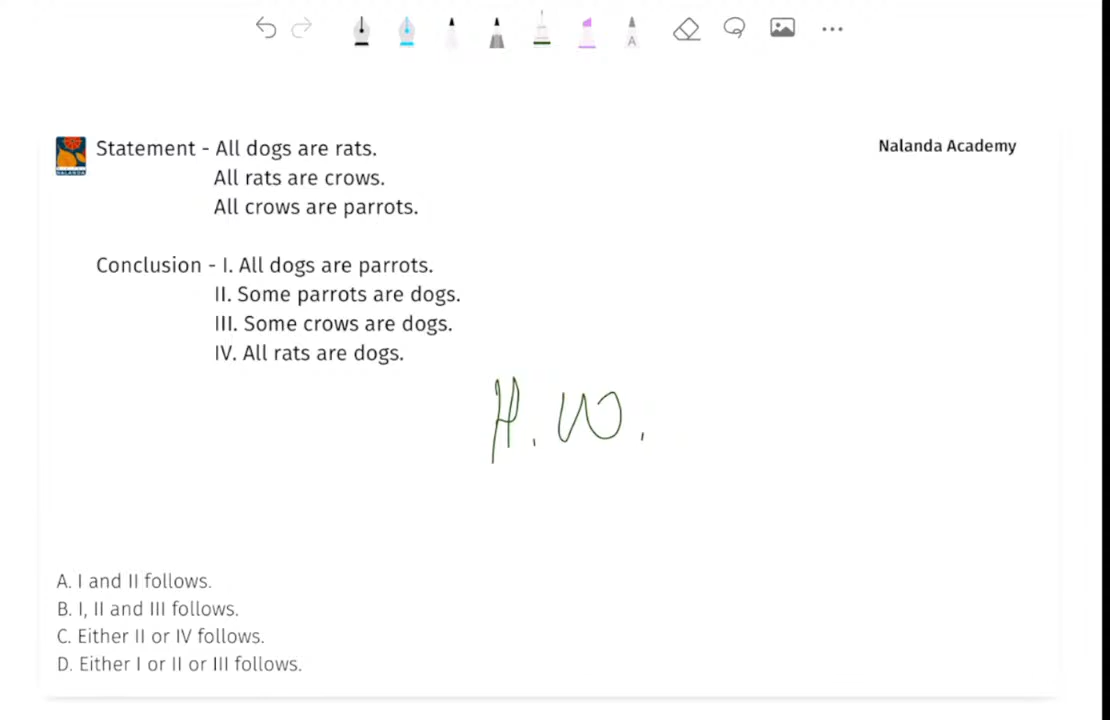 A
Statement - All dogs are rats.
Nalanda Academy
All rats are crows.
All crows are parrots.
Conclusion - I. All dogs are parrots.
II. Some parrots are dogs.
III. Some crows are dogs.
IV. All rats are dogs.
H.W.
A. I and II follows.
B. I, II and III follows.
C. Either II or IV follows.
D. Either I or II or III follows.